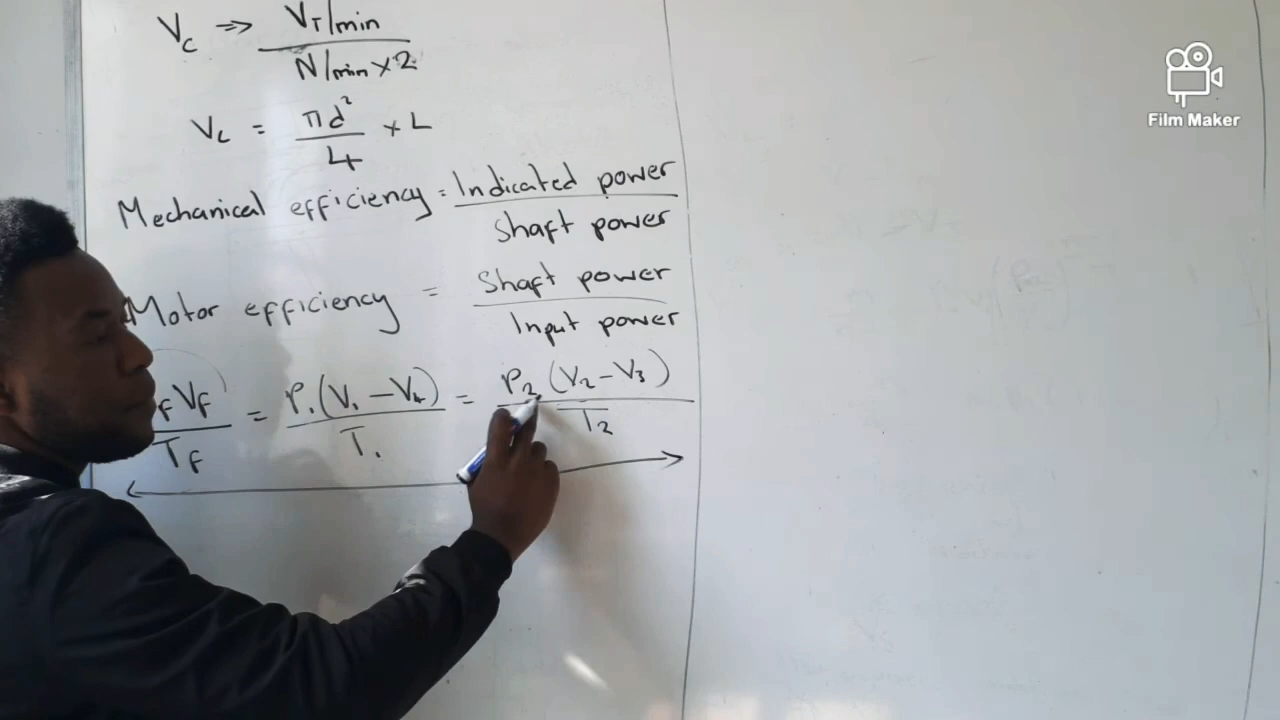 Vc ⇒ VT/min / N/min × 2
Vc = πd² / 4 × L
Mechanical efficiency = Indicated power / Shaft power
Motor efficiency = Shaft power / Input power
fVf / Tf = P1(V1 − V4) / T1 = P2(V2 − V3) / T2
Film Maker